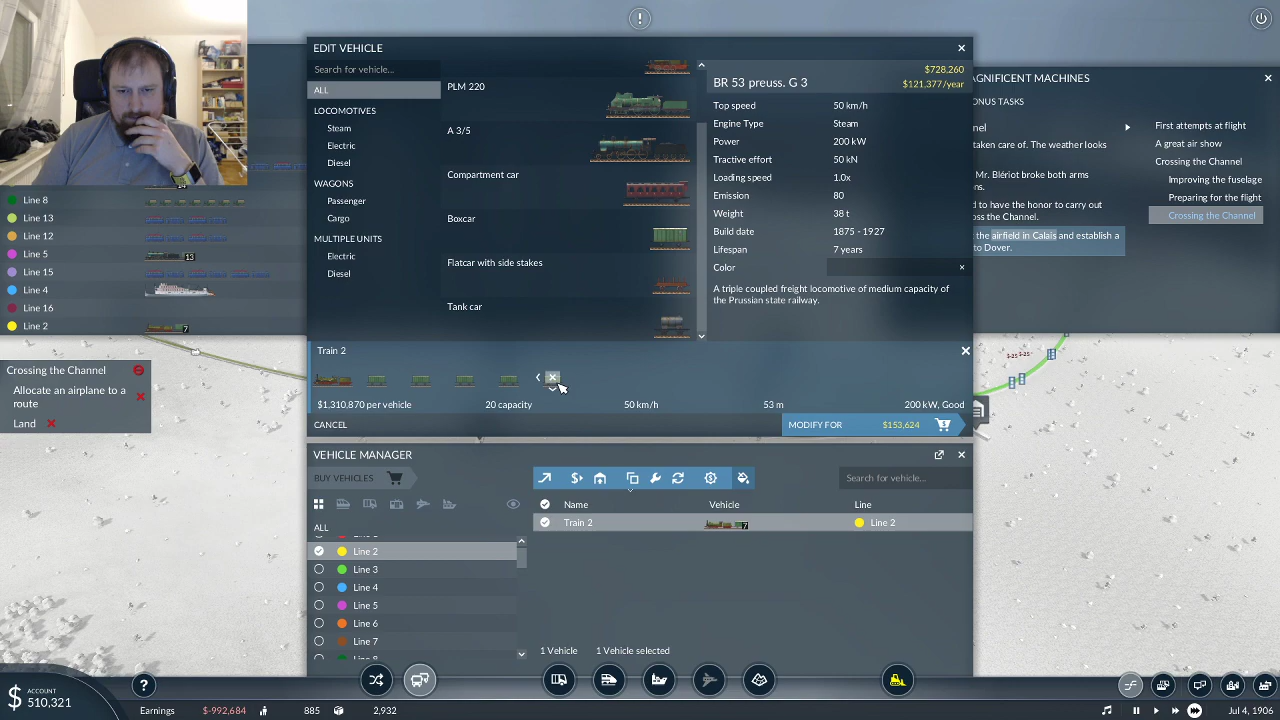 EDIT VEHICLE
Search for vehicle...
ALL
LOCOMOTIVES
Steam
Electric
Diesel
WAGONS
Passenger
Cargo
MULTIPLE UNITS
Electric
Diesel
PLM 220
A 3/5
Compartment car
Boxcar
Flatcar with side stakes
Tank car
$728,260
BR 53 preuss. G 3
$121,377/year
Top speed 50 km/h
Engine Type Steam
Power 200 kW
Tractive effort 50 kN
Loading speed 1.0x
Emission 80
Weight 38 t
Build date 1875 - 1927
Lifespan 7 years
Color
A triple coupled freight locomotive of medium capacity
of the Prussian state railway.
Train 2
$1,310,870 per vehicle 20 capacity 50 km/h 53 m 200 kW, Good
CANCEL
MODIFY FOR $153,624
AGNIFICENT MACHINES
ONUS TASKS
nnel
taken care of. The weather looks
Mr. Blériot broke both arms
ns.
d to have the honor to carry out
oss the Channel.
the airfield in Calais and establish a
to Dover.
First attempts at flight
A great air show
Crossing the Channel
Improving the fuselage
Preparing for the flight
Crossing the Channel
Line 8
Line 13
Line 12
Line 5 13
Line 15
Line 4
Line 16
Line 2 7
Crossing the Channel
Allocate an airplane to a
route
Land
VEHICLE MANAGER
BUY VEHICLES
Search for vehicle...
ALL
Line 2
Line 3
Line 4
Line 5
Line 6
Line 7
Name Vehicle Line
Train 2 7 Line 2
1 Vehicle 1 Vehicle selected
$ ACCOUNT
510,321
?
Earnings $-992,684 885 2,932
Jul 4, 1906